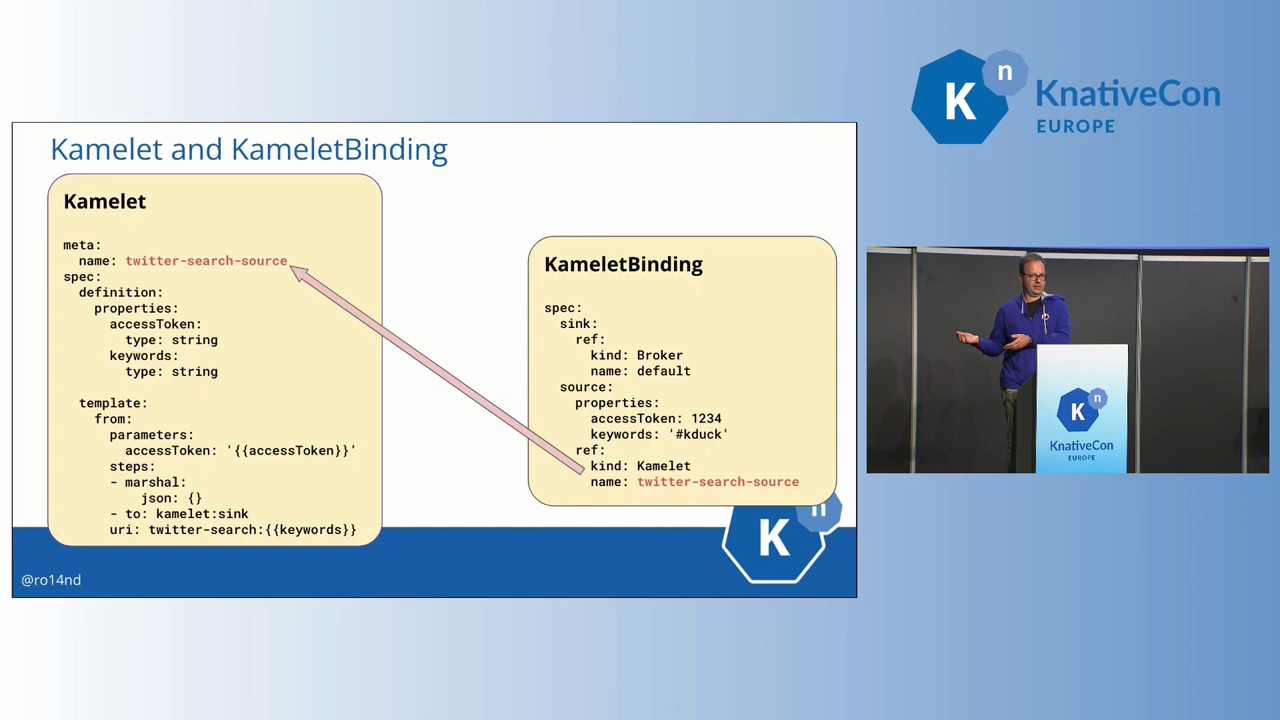 K
n
KnativeCon
EUROPE
Kamelet and KameletBinding
Kamelet
meta:
name: twitter-search-source
spec:
definition:
properties:
accessToken:
type: string
keywords:
type: string
template:
from:
parameters:
accessToken: '{{accessToken}}’
steps:
- marshal:
json: {}
- to: kamelet:sink
uri: twitter-search:{{keywords}}
KameletBinding
spec:
sink:
ref:
kind: Broker
name: default
source:
properties:
accessToken: 1234
keywords: '#kduck'
ref:
kind: Kamelet
name: twitter-search-source
K
n
@ro14nd
K
n
KnativeCon
EUROPE